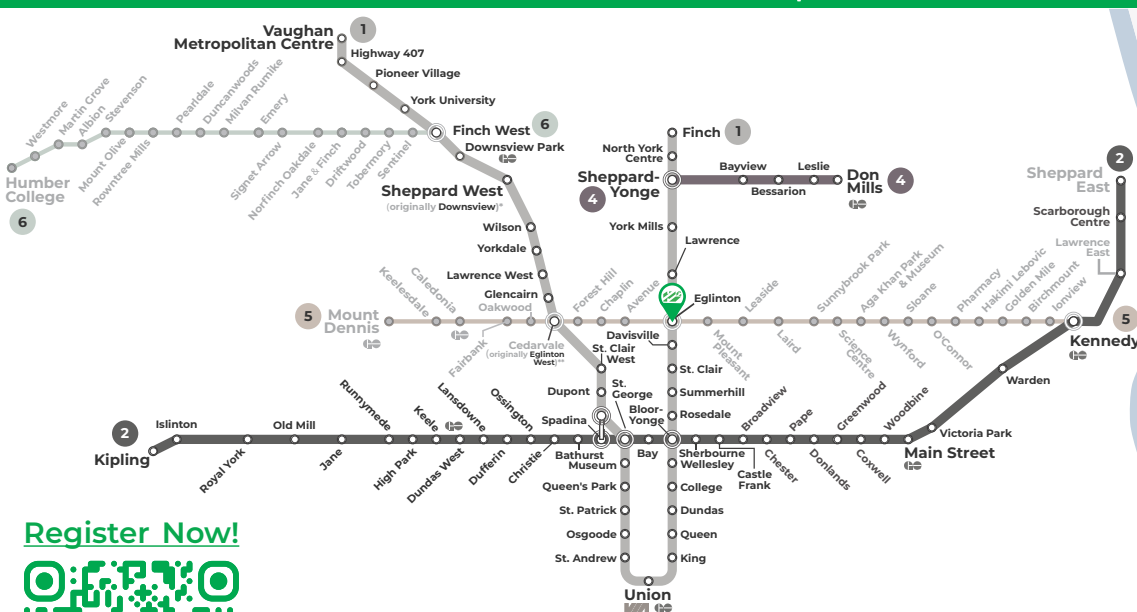 Vaughan
Metropolitan Centre
1
Highway 407
Pioneer Village
York University
Finch West
6
Downsview Park
Sheppard West
(originally Downsview)*
Wilson
Yorkdale
Lawrence West
Glencairn
Westmore
Martin Grove
Albion
Stevenson
Mount Olive
Rowntree Mills
Pearldale
Duncanwoods
Milvan Rumike
Emery
Signet Arrow
Norfinch Oakdale
Jane & Finch
Driftwood
Tobermory
Sentinel
Humber
College
6
Finch
1
North York
Centre
Sheppard-
Yonge
4
Bayview
Bessarion
Leslie
Don
Mills
4
York Mills
Lawrence
Eglinton
2
Sheppard
East
Scarborough
Centre
Lawrence
East
5
Mount
Dennis
Keelesdale
Caledonia
Fairbank
Oakwood
Cedarvale
(originally Eglinton
West)**
Forest Hill
Chaplin
Avenue
Mount
Pleasant
Leaside
Laird
Sunnybrook Park
Science
Centre
Aga Khan Park
& Museum
Wynford
Sloane
O'Connor
Pharmacy
Hakimi Lebovic
Golden Mile
Birchmount
Ionview
5
Kennedy
Davisville
St. Clair
West
St. Clair
Dupont
St.
George
Summerhill
Spadina
Bloor-
Yonge
Rosedale
2
Kipling
Islinton
Royal York
Old Mill
Jane
Runnymede
High Park
Keele
Dundas West
Lansdowne
Dufferin
Ossington
Christie
Bathurst
Bay
Sherbourne
Castle
Frank
Broadview
Chester
Pape
Donlands
Greenwood
Coxwell
Woodbine
Main Street
Victoria Park
Warden
Museum
Wellesley
Queen's Park
College
St. Patrick
Dundas
Osgoode
Queen
St. Andrew
King
Union
VIA
Register Now!